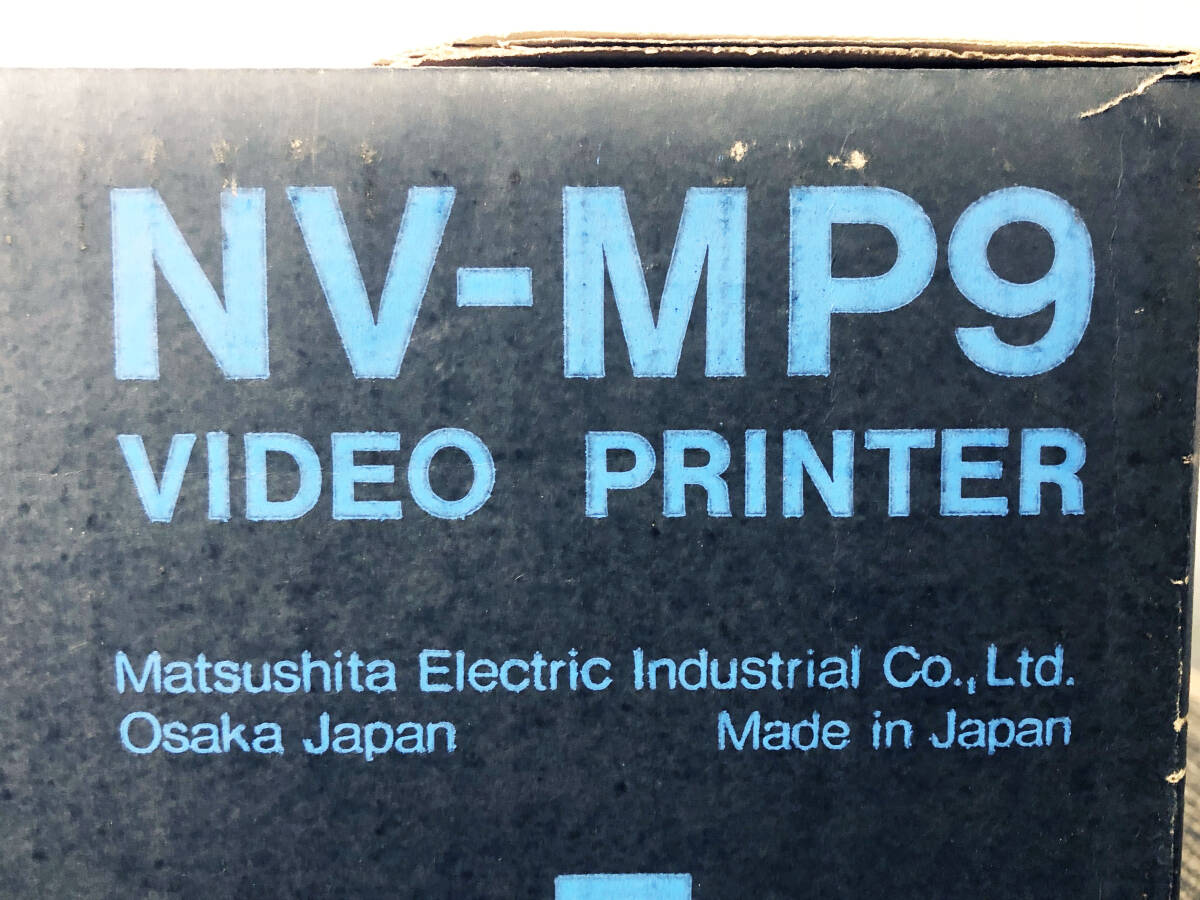 NV-MP9
VIDEO PRINTER
Matsushita Electric Industrial Co., Ltd.
Osaka Japan Made in Japan